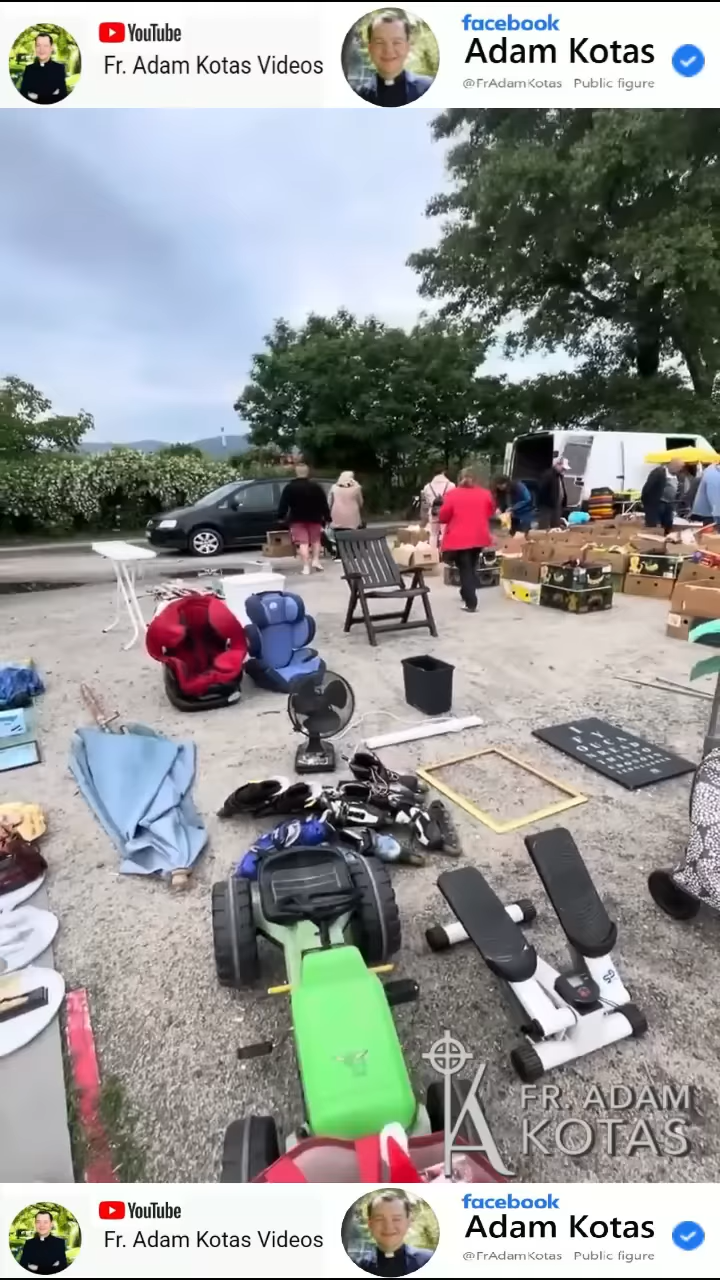 YouTube
Fr. Adam Kotas Videos
facebook
Adam Kotas
@FrAdamKotas Public figure
FR. ADAM
KOTAS
YouTube
Fr. Adam Kotas Videos
facebook
Adam Kotas
@FrAdamKotas Public figure